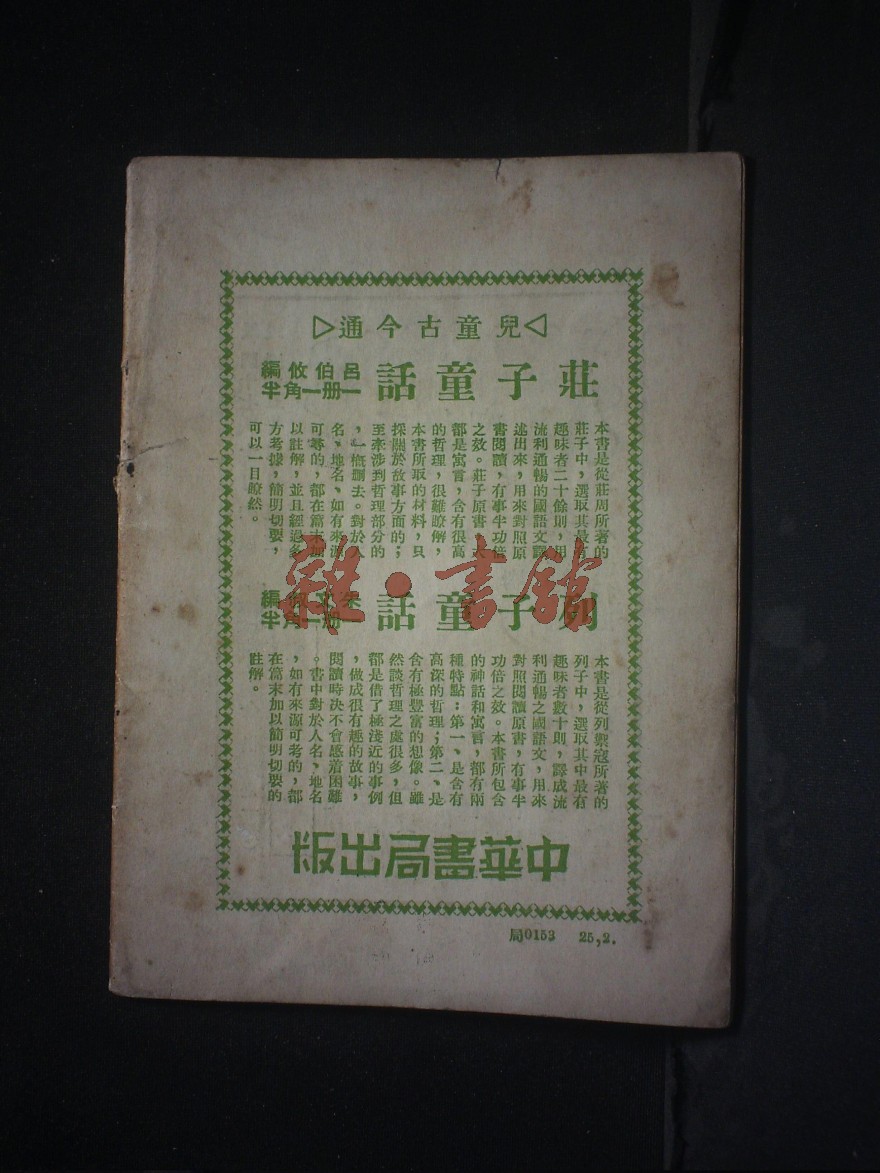 ▷兒童古今通◁
莊子童話
呂伯攸編
一册一角半
本書是從莊周所著的
莊子中，選取其最有
趣味者二十餘則，用
流利通暢的國語文譯
述出來，用來對照原
書閱讀，有事半功倍
之效。莊子原書，大
都是寓言，含有很高
的哲理，很難瞭解，
本書所取的材料，只
採關於故事方面的；
至牽涉到哲理部分的
，一槪删去。對於人
名、地名、如有來源
可尋的，都在篇末加
以註解，並且經過多
方考據，簡明切要，
可以一目瞭然。
雜·書館
列子童話
編
册一角半
本書是從列禦寇所著的
列子中，選取其中最有
趣味者數十則，譯成流
利通暢之國語文，用來
對照閱讀原書，有事半
功倍之效。本書所包含
的神話和寓言，都有兩
種特點：第一、是含有
高深的哲理；第二、是
含有極豐富的想像。雖
然談哲理之處很多，但
都是借了極淺近的事例
，做成很有趣的故事，
閱讀時決不會感着困難
。書中對於人名、地名
，如有來源可考的，都
在篇末加以簡明切要的
註解。
中華書局出版
局0153 25,2.